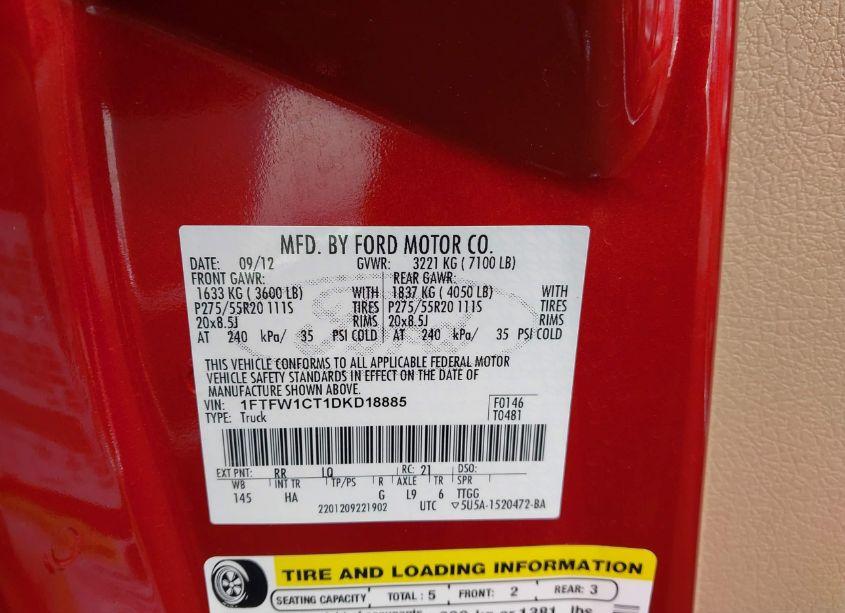 MFD. BY FORD MOTOR CO.
DATE: 09/12 GVWR: 3221 KG ( 7100 LB)
FRONT GAWR: REAR GAWR:
1633 KG ( 3600 LB) WITH 1837 KG ( 4050 LB) WITH
P275/55R20 111S TIRES P275/55R20 111S TIRES
20x8.5J RIMS 20x8.5J RIMS
AT 240 kPa/ 35 PSI COLD AT 240 kPa/ 35 PSI COLD
THIS VEHICLE CONFORMS TO ALL APPLICABLE FEDERAL MOTOR
VEHICLE SAFETY STANDARDS IN EFFECT ON THE DATE OF
MANUFACTURE SHOWN ABOVE.
VIN: 1FTFW1CT1DKD18885 F0146
TYPE: Truck T0481
EXT PNT: RR LQ RC: 21 DSO:
WB INT TR TP/PS R AXLE TR SPR
145 HA G L9 6 TTGG
2201209221902 UTC ▽5U5A-1520472-BA
TIRE AND LOADING INFORMATION
SEATING CAPACITY TOTAL : 5 FRONT: 2 REAR: 3
kg or 1381 lbs